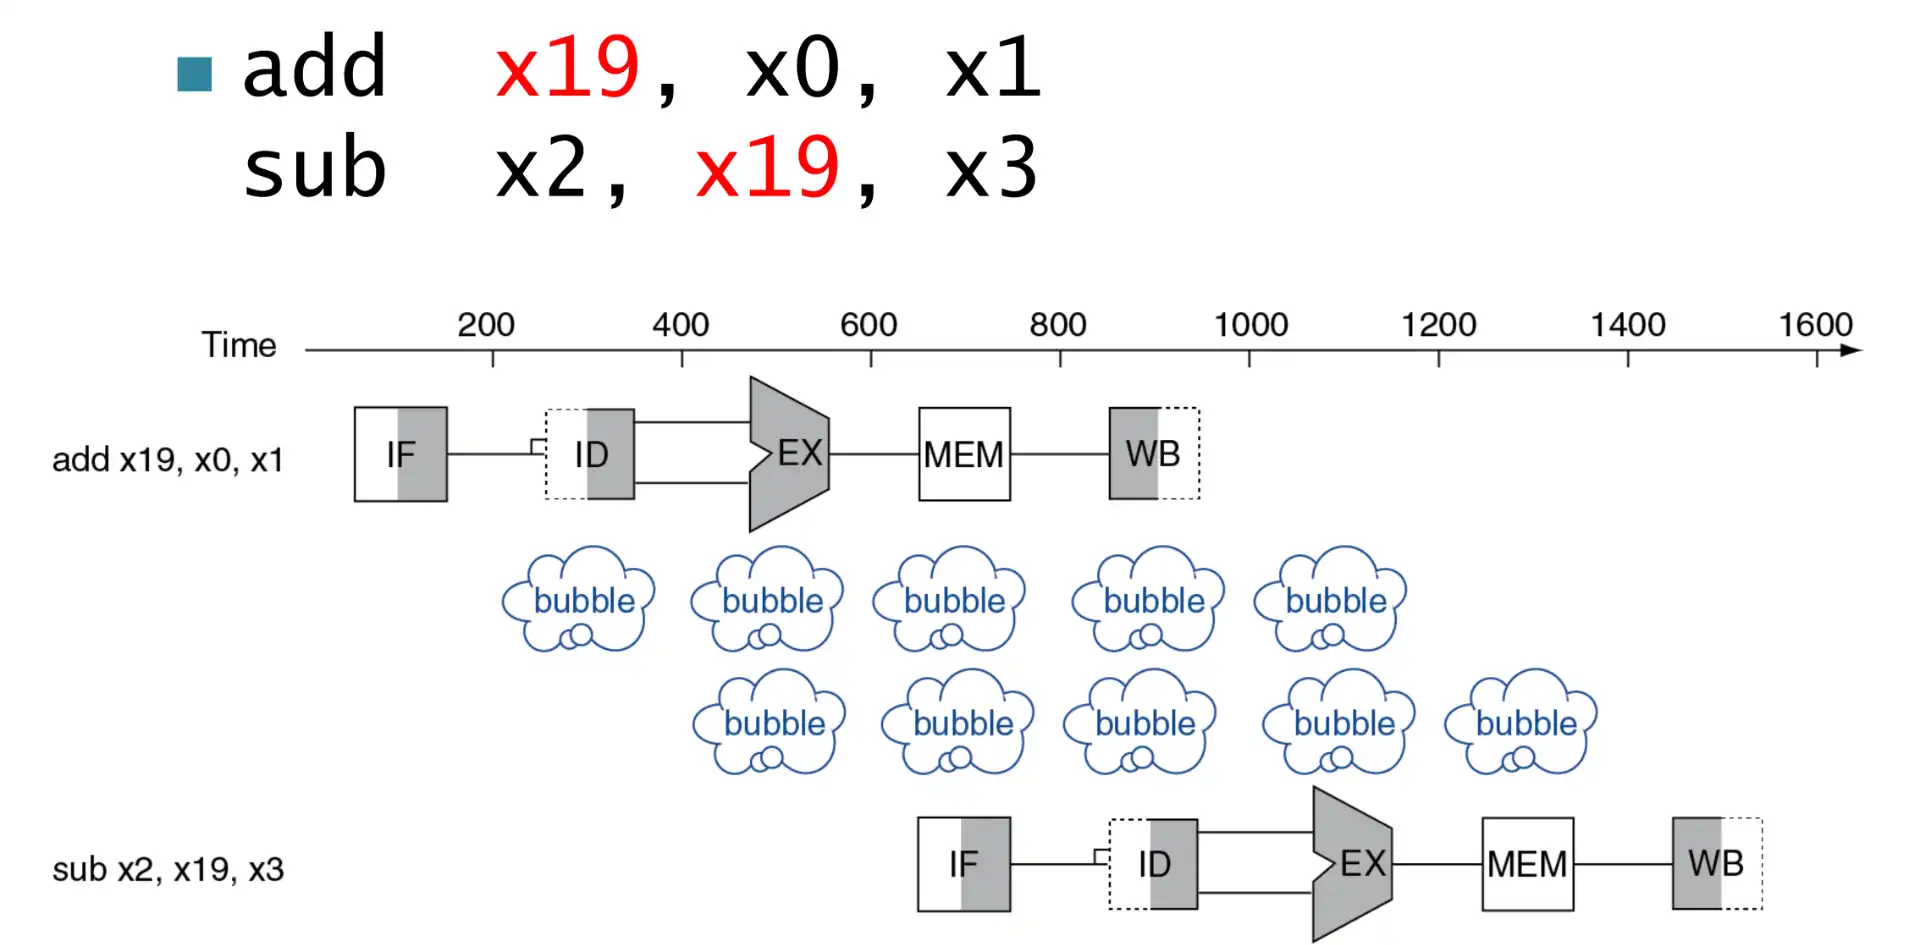 add x19, x0, x1
sub x2, x19, x3
Time 200 400 600 800 1000 1200 1400 1600
add x19, x0, x1 IF ID EX MEM WB
bubble bubble bubble bubble bubble
bubble bubble bubble bubble bubble
sub x2, x19, x3 IF ID EX MEM WB